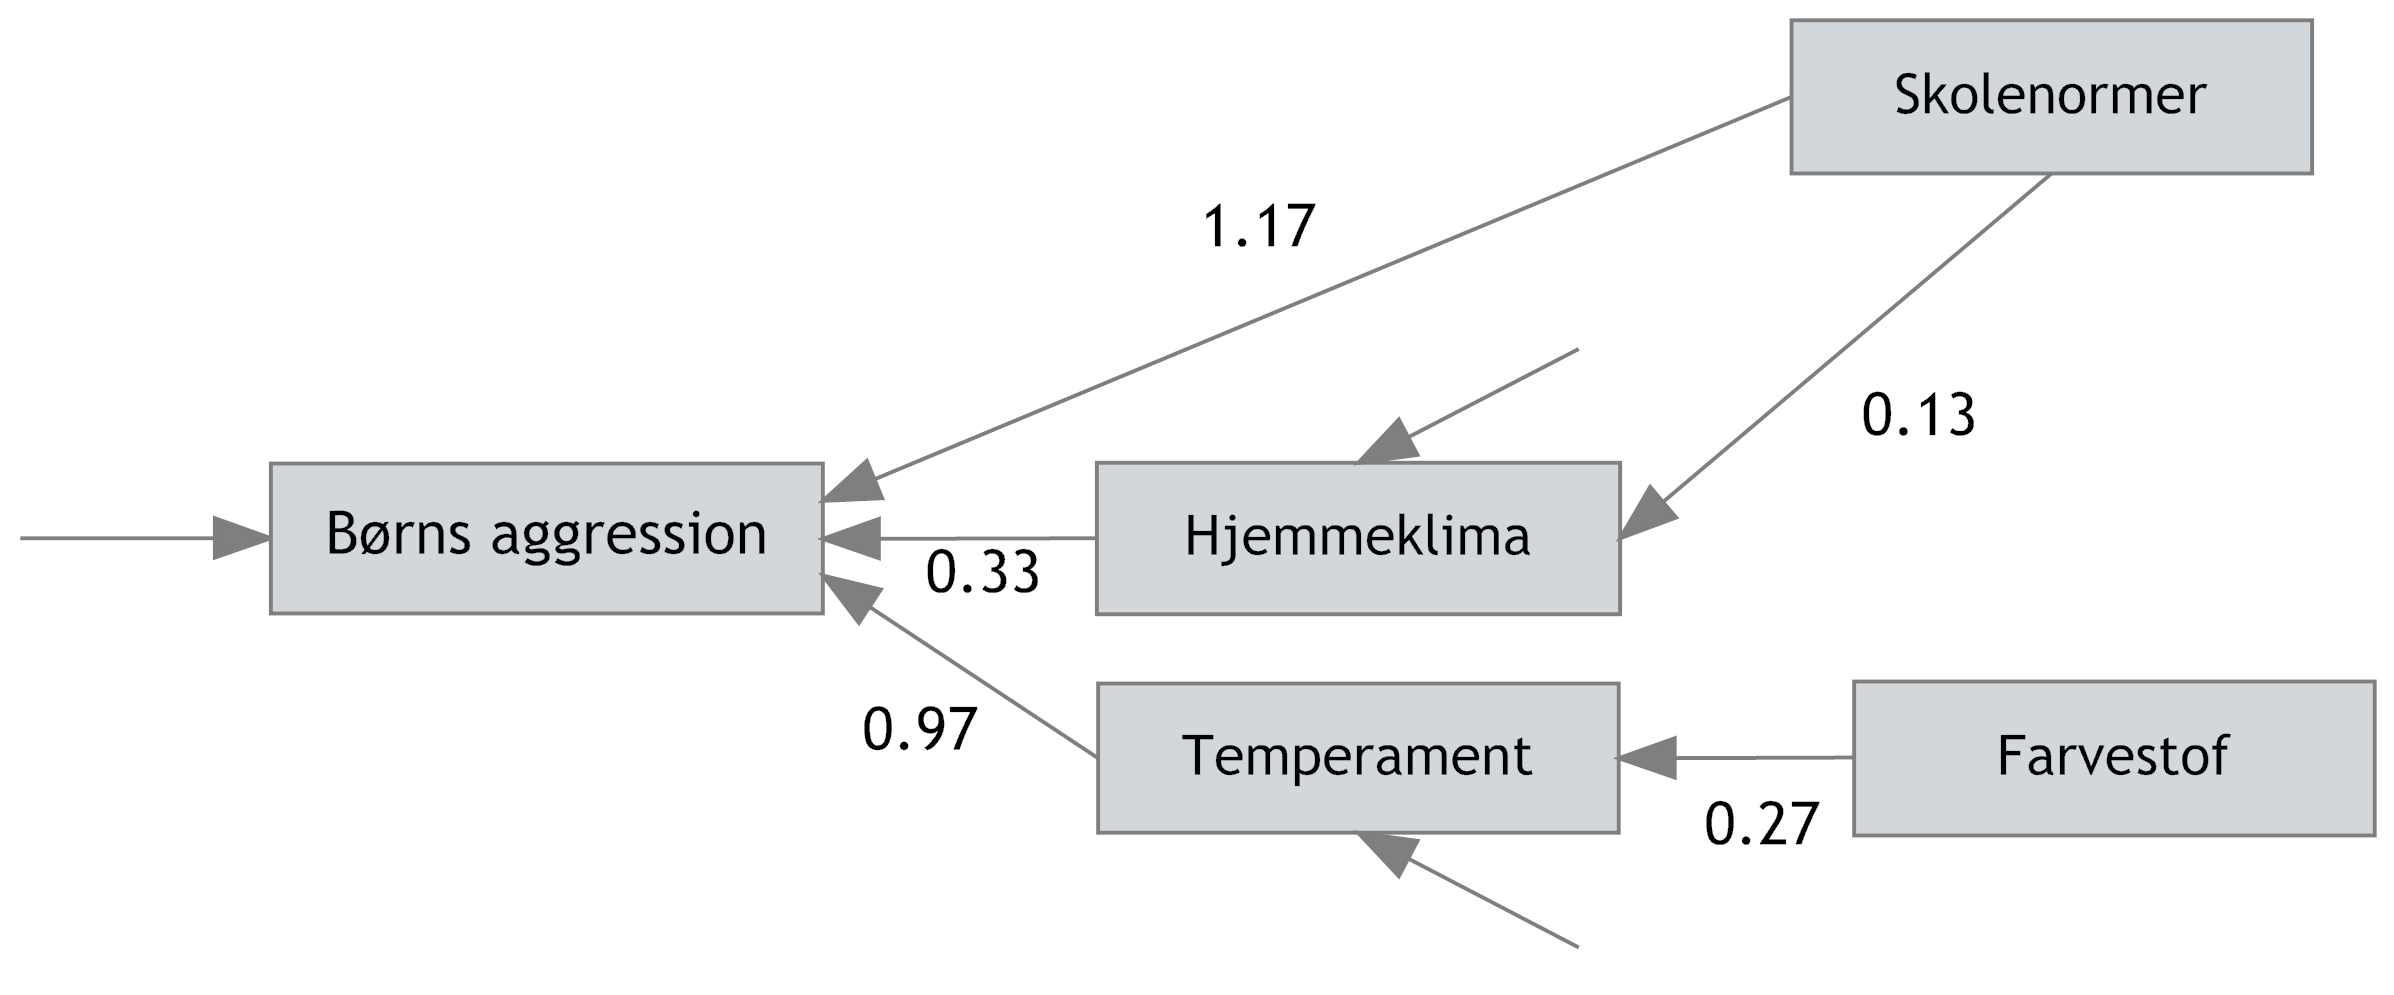 Skolenormer
1.17
0.13
Børns aggression
Hjemmeklima
0.33
0.97
Temperament
Farvestof
0.27